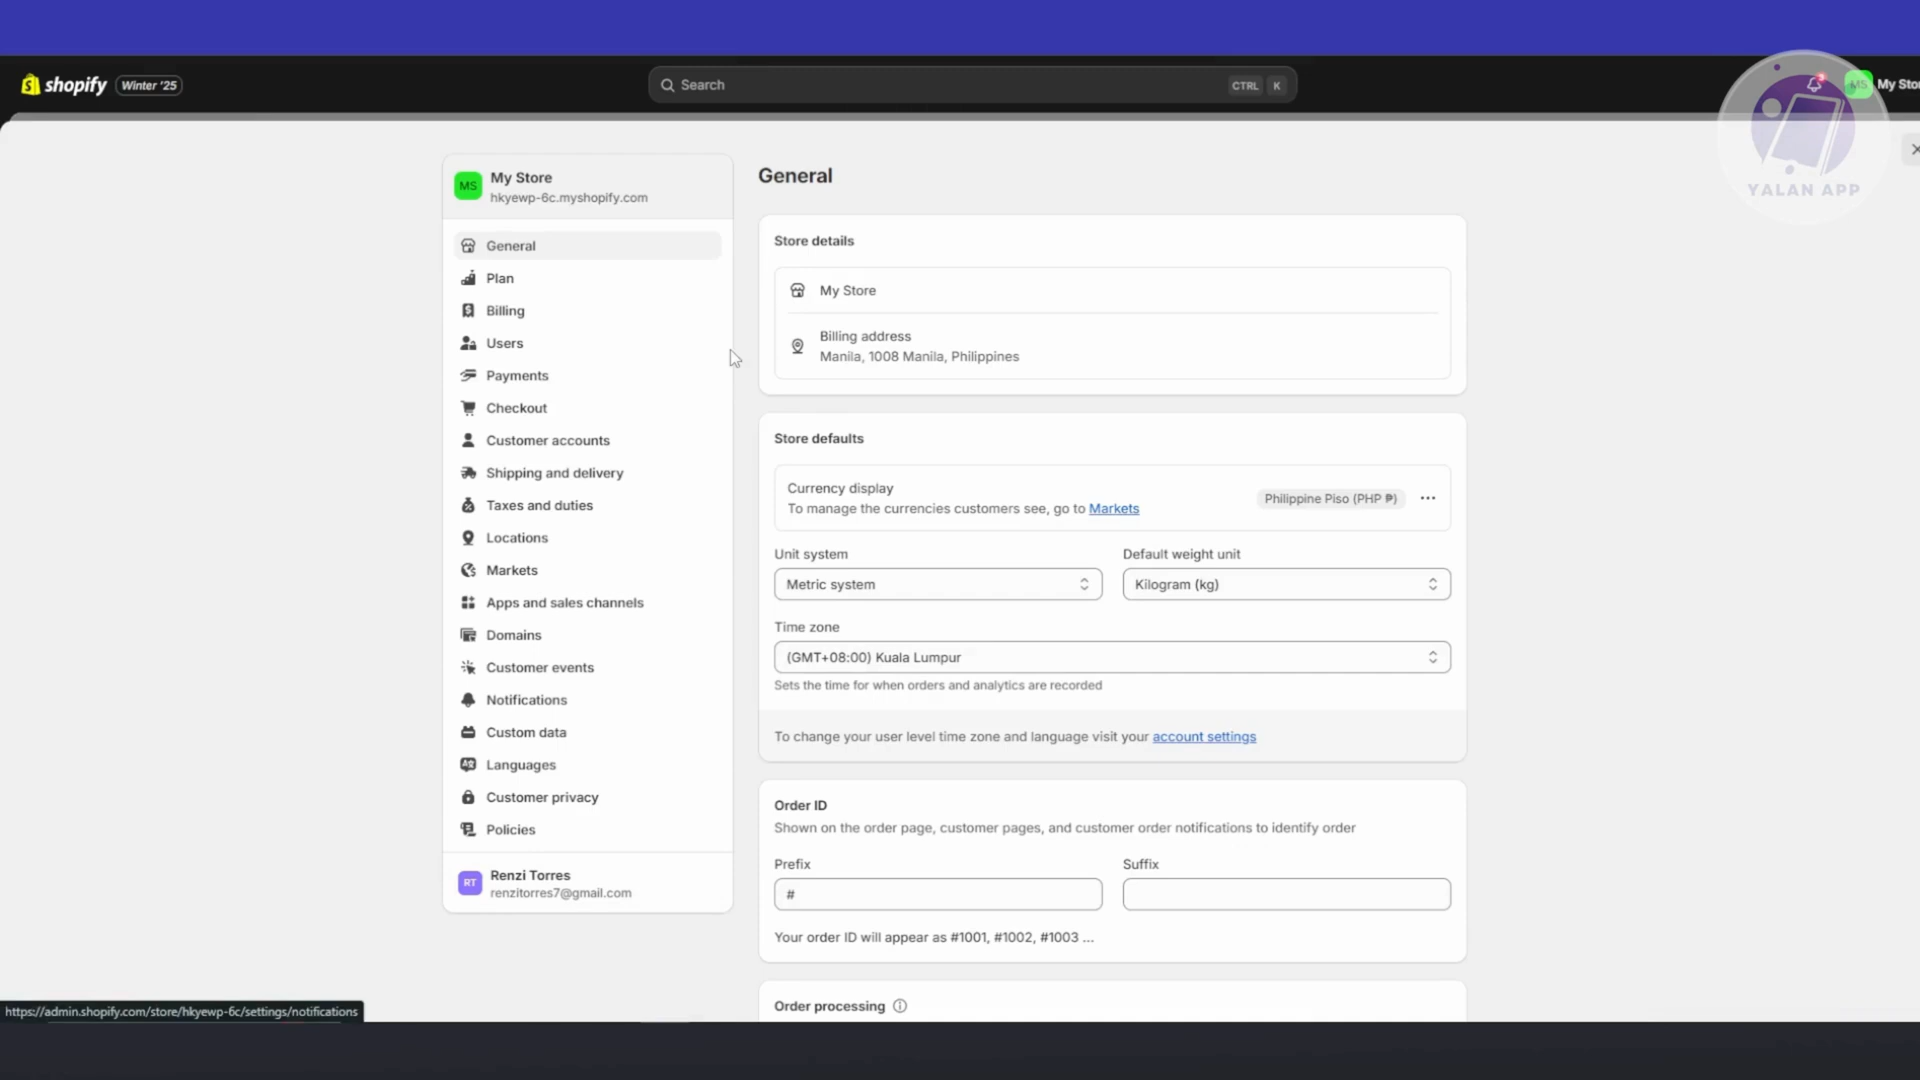 shopify Winter '25
Search CTRL K
MS My Sto
YALAN APP
MS My Store
hkyewp-6c.myshopify.com
General
Plan
Billing
Users
Payments
Checkout
Customer accounts
Shipping and delivery
Taxes and duties
Locations
Markets
Apps and sales channels
Domains
Customer events
Notifications
Custom data
Languages
Customer privacy
Policies
RT Renzi Torres
renzitorres7@gmail.com
General
Store details
My Store
Billing address
Manila, 1008 Manila, Philippines
Store defaults
Currency display
To manage the currencies customers see, go to Markets
Philippine Piso (PHP ₱)
Unit system
Default weight unit
Metric system
Kilogram (kg)
Time zone
(GMT+08:00) Kuala Lumpur
Sets the time for when orders and analytics are recorded
To change your user level time zone and language visit your account settings
Order ID
Shown on the order page, customer pages, and customer order notifications to identify order
Prefix
Suffix
#
Your order ID will appear as #1001, #1002, #1003 ...
Order processing
https://admin.shopify.com/store/hkyewp-6c/settings/notifications